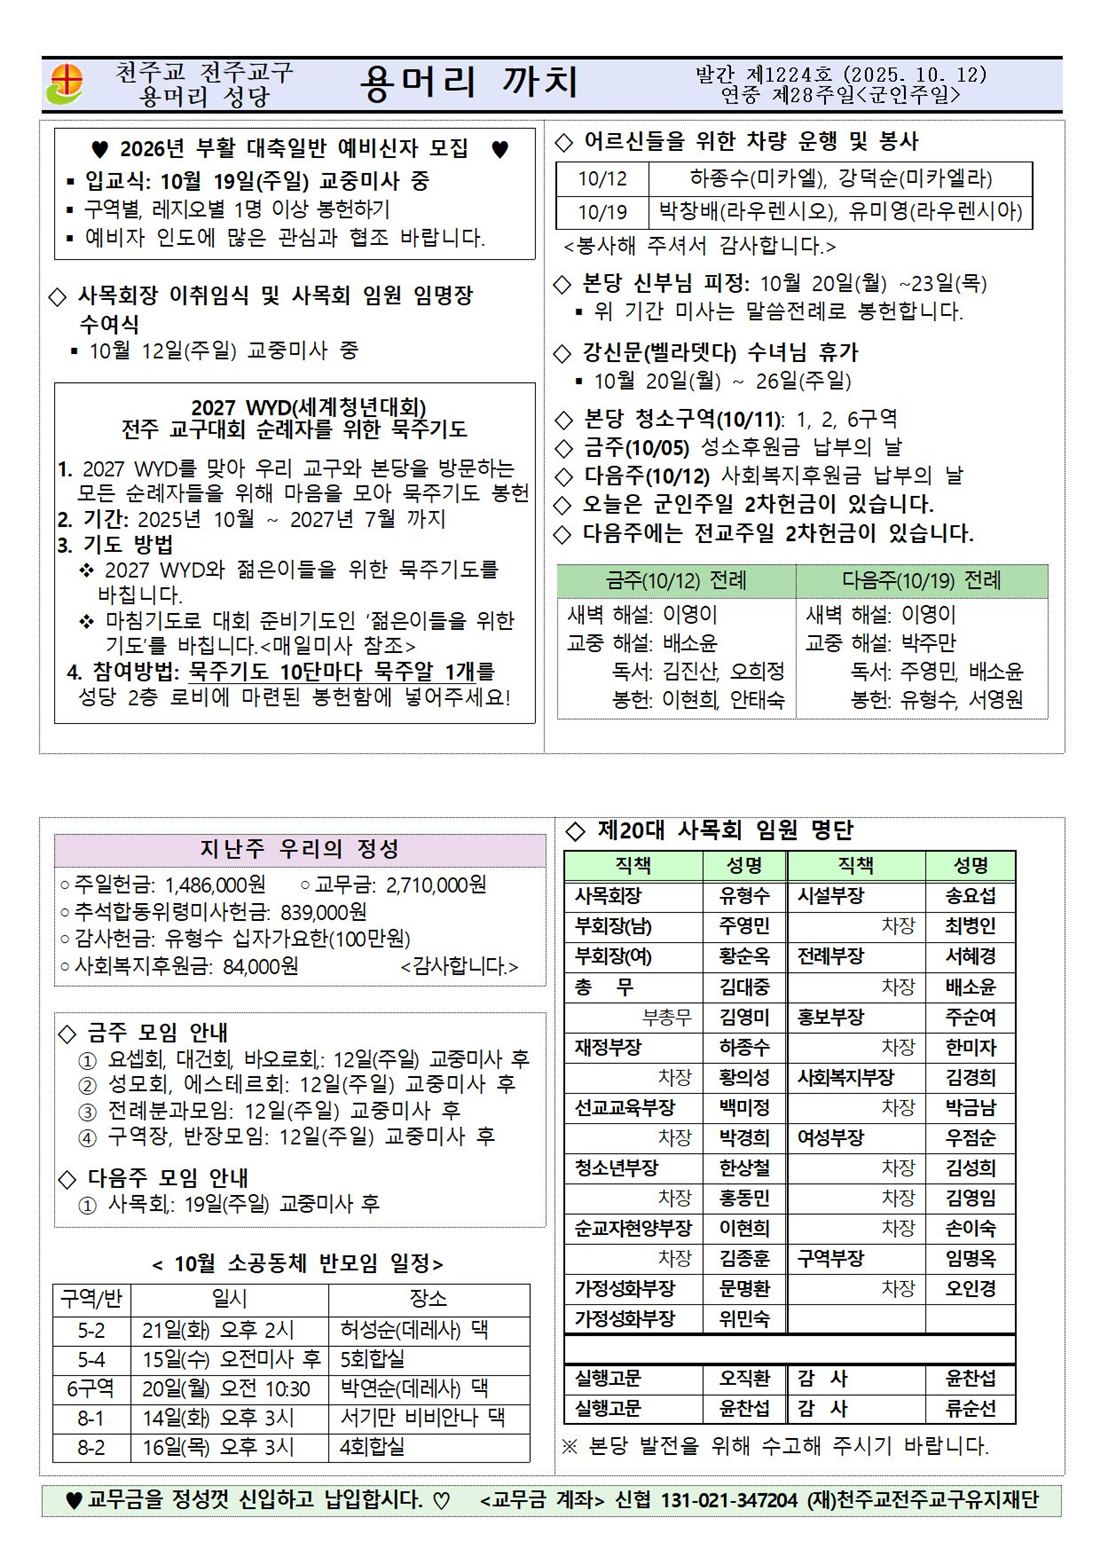 천주교 전주교구
용머리 성당
용머리 까치
발간 제1224호 (2025. 10. 12)
연중 제28주일<군인주일>
♥ 2026년 부활 대축일반 예비신자 모집 ♥
▪ 입교식: 10월 19일(주일) 교중미사 중
▪ 구역별, 레지오별 1명 이상 봉헌하기
▪ 예비자 인도에 많은 관심과 협조 바랍니다.
◇ 사목회장 이취임식 및 사목회 임원 임명장
수여식
▪ 10월 12일(주일) 교중미사 중
2027 WYD(세계청년대회)
전주 교구대회 순례자를 위한 묵주기도
1. 2027 WYD를 맞아 우리 교구와 본당을 방문하는
모든 순례자들을 위해 마음을 모아 묵주기도 봉헌
2. 기간: 2025년 10월 ~ 2027년 7월 까지
3. 기도 방법
❖ 2027 WYD와 젊은이들을 위한 묵주기도를
바칩니다.
❖ 마침기도로 대회 준비기도인 ‘젊은이들을 위한
기도’를 바칩니다.<매일미사 참조>
4. 참여방법: 묵주기도 10단마다 묵주알 1개를
성당 2층 로비에 마련된 봉헌함에 넣어주세요!
◇ 어르신들을 위한 차량 운행 및 봉사
10/12 하종수(미카엘), 강덕순(미카엘라)
10/19 박창배(라우렌시오), 유미영(라우렌시아)
<봉사해 주셔서 감사합니다.>
◇ 본당 신부님 피정: 10월 20일(월) ~23일(목)
▪ 위 기간 미사는 말씀전례로 봉헌합니다.
◇ 강신문(벨라뎃다) 수녀님 휴가
▪ 10월 20일(월) ~ 26일(주일)
◇ 본당 청소구역(10/11): 1, 2, 6구역
◇ 금주(10/05) 성소후원금 납부의 날
◇ 다음주(10/12) 사회복지후원금 납부의 날
◇ 오늘은 군인주일 2차헌금이 있습니다.
◇ 다음주에는 전교주일 2차헌금이 있습니다.
금주(10/12) 전례 다음주(10/19) 전례
새벽 해설: 이영이 새벽 해설: 이영이
교중 해설: 배소윤 교중 해설: 박주만
독서: 김진산, 오희정 독서: 주영민, 배소윤
봉헌: 이현희, 안태숙 봉헌: 유형수, 서영원
지난주 우리의 정성
○ 주일헌금: 1,486,000원 ○ 교무금: 2,710,000원
○ 추석합동위령미사헌금: 839,000원
○ 감사헌금: 유형수 십자가요한(100만원)
○ 사회복지후원금: 84,000원 <감사합니다.>
◇ 금주 모임 안내
① 요셉회, 대건회, 바오로회,: 12일(주일) 교중미사 후
② 성모회, 에스테르회: 12일(주일) 교중미사 후
③ 전례분과모임: 12일(주일) 교중미사 후
④ 구역장, 반장모임: 12일(주일) 교중미사 후
◇ 다음주 모임 안내
① 사목회,: 19일(주일) 교중미사 후
< 10월 소공동체 반모임 일정>
구역/반 일시 장소
5-2 21일(화) 오후 2시 허성순(데레사) 댁
5-4 15일(수) 오전미사 후 5회합실
6구역 20일(월) 오전 10:30 박연순(데레사) 댁
8-1 14일(화) 오후 3시 서기만 비비안나 댁
8-2 16일(목) 오후 3시 4회합실
◇ 제20대 사목회 임원 명단
직책 성명 직책 성명
사목회장 유형수 시설부장 송요섭
부회장(남) 주영민 차장 최병인
부회장(여) 황순옥 전례부장 서혜경
총 무 김대중 차장 배소윤
부총무 김영미 홍보부장 주순여
재정부장 하종수 차장 한미자
차장 황의성 사회복지부장 김경희
선교교육부장 백미정 차장 박금남
차장 박경희 여성부장 우점순
청소년부장 한상철 차장 김성희
차장 홍동민 차장 김영임
순교자현양부장 이현희 차장 손이숙
차장 김종훈 구역부장 임명옥
가정성화부장 문명환 차장 오인경
가정성화부장 위민숙
실행고문 오직환 감 사 윤찬섭
실행고문 윤찬섭 감 사 류순선
※ 본당 발전을 위해 수고해 주시기 바랍니다.
♥ 교무금을 정성껏 신입하고 납입합시다. ♡ <교무금 계좌> 신협 131-021-347204 (재)천주교전주교구유지재단